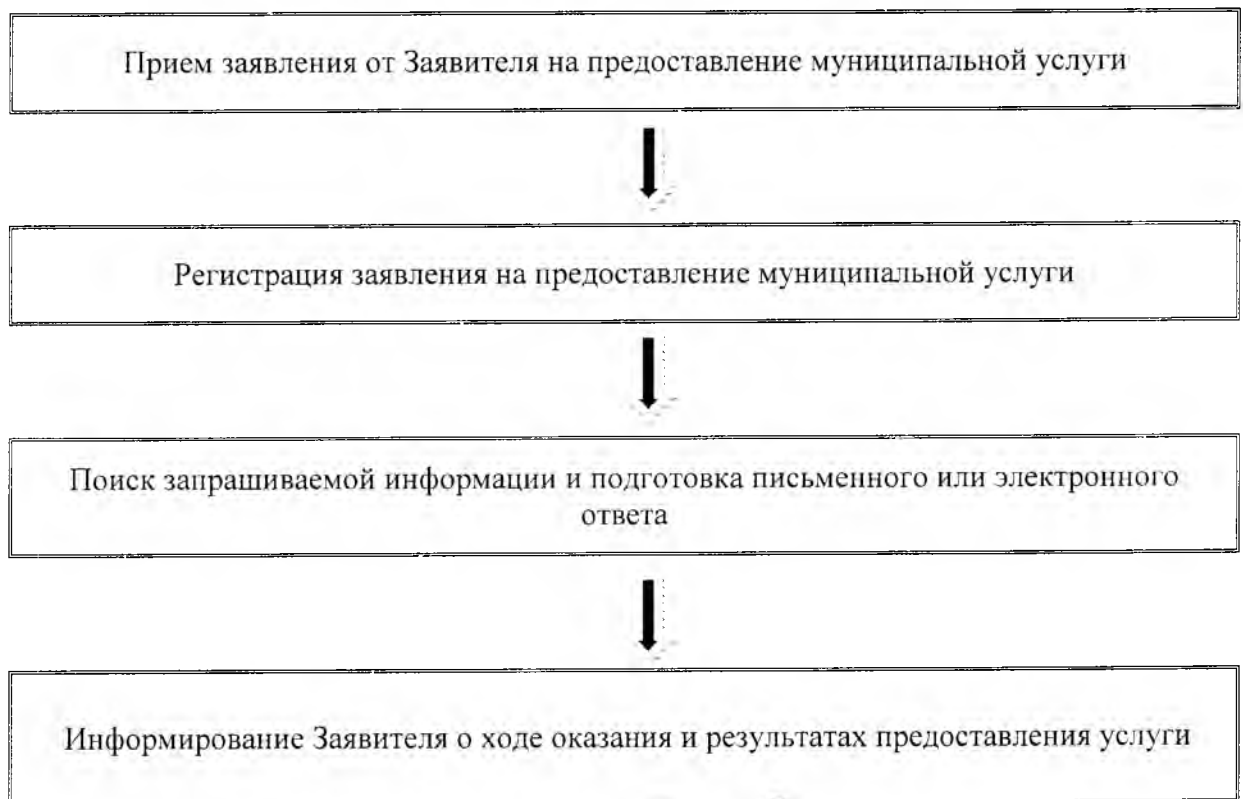 Прием заявления от Заявителя на предоставление муниципальной услуги
Регистрация заявления на предоставление муниципальной услуги
Поиск запрашиваемой информации и подготовка письменного или электронного
ответа
Информирование Заявителя о ходе оказания и результатах предоставления услуги